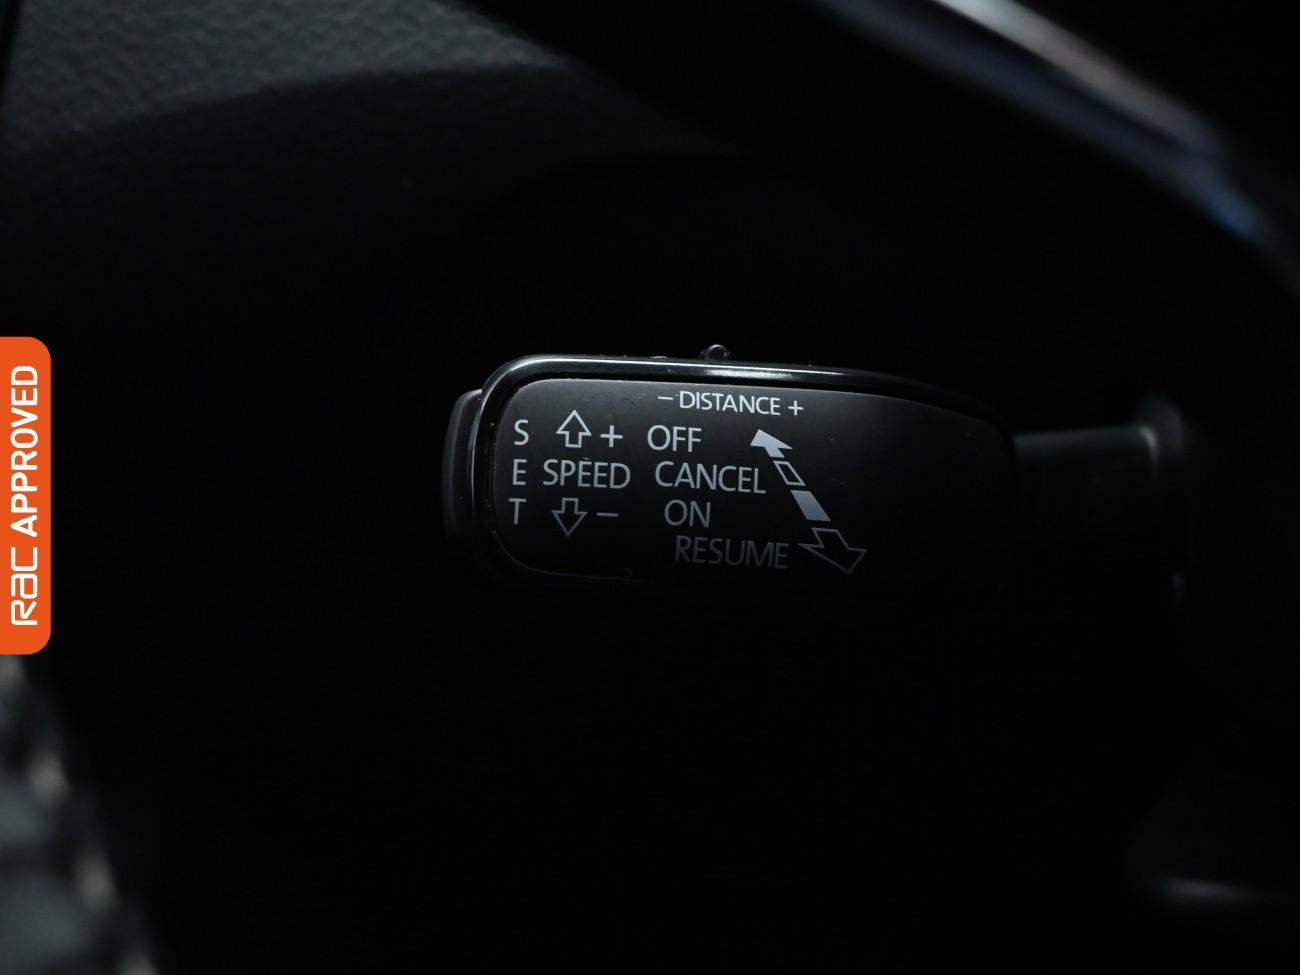 − DISTANCE +
S + OFF
E SPEED CANCEL
T − ON
RESUME
rac APPROVED